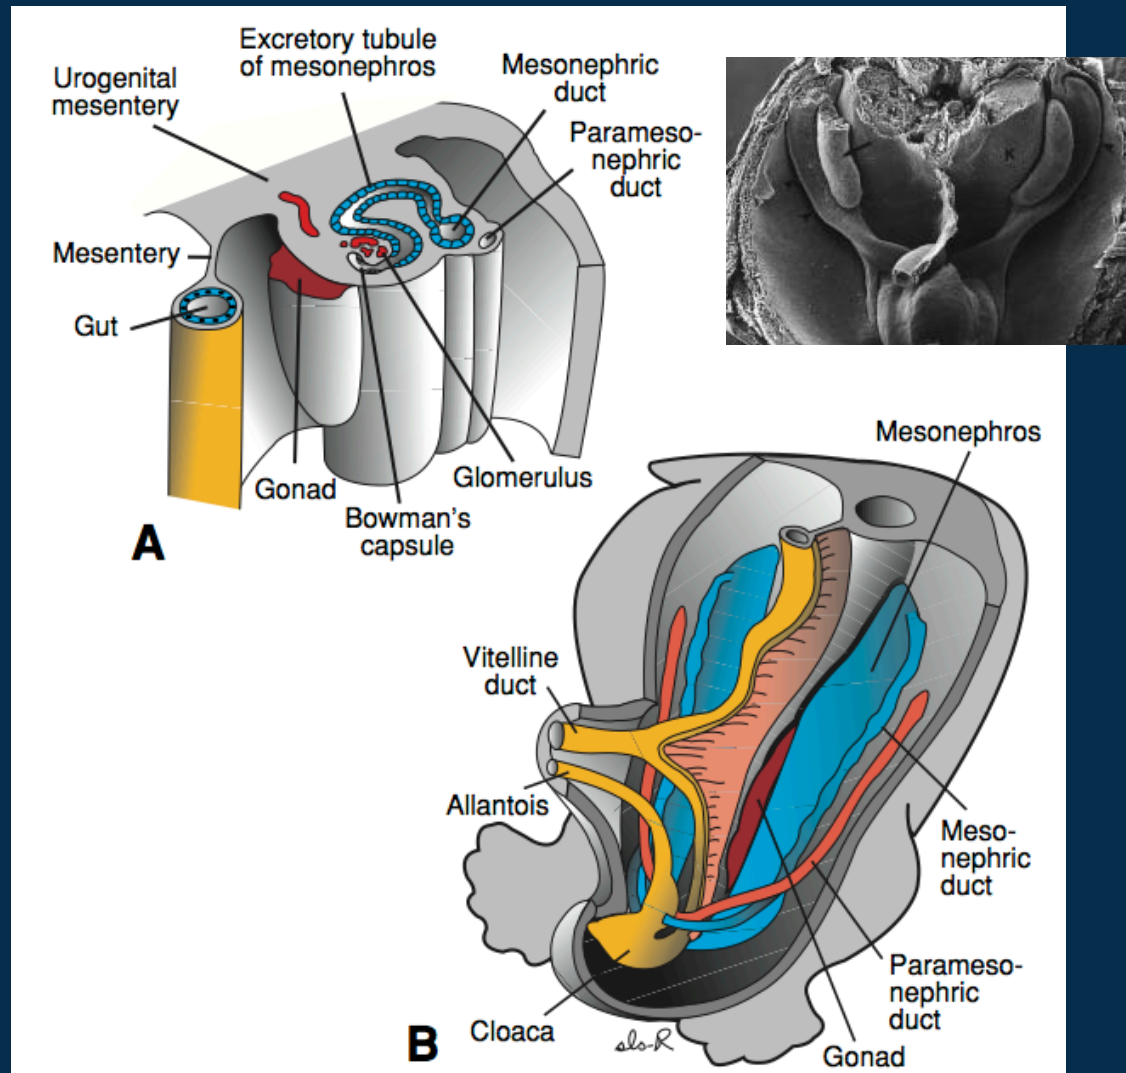 Excretory tubule
of mesonephros
Urogenital
mesentery
Mesonephric
duct
Parameso-
nephric
duct
Mesentery
Gut
Gonad
Glomerulus
Bowman's
capsule
A
K
Mesonephros
Vitelline
duct
Allantois
Meso-
nephric
duct
Parameso-
nephric
duct
Cloaca
Gonad
B
sls-R